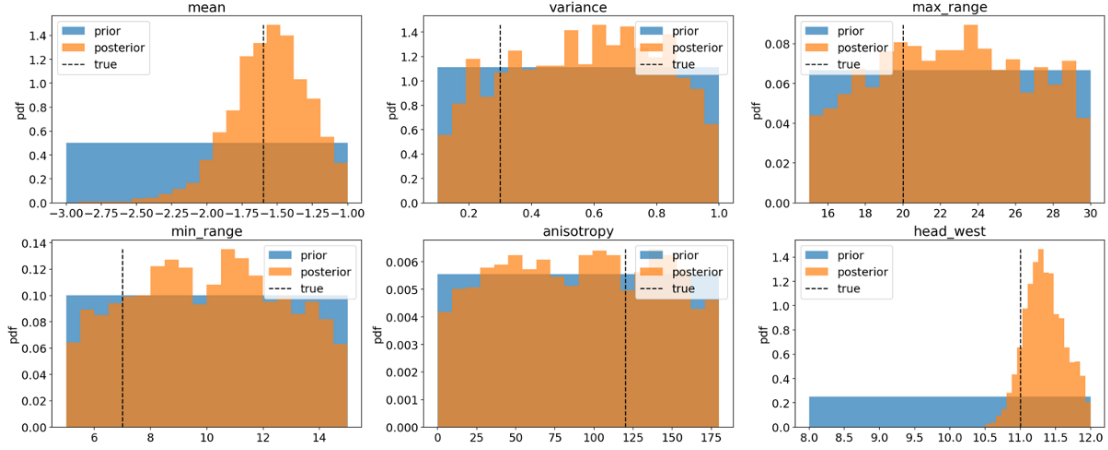 mean
pdf
1.4
1.2
1.0
0.8
0.6
0.4
0.2
0.0
prior
posterior
true
−3.00 −2.75 −2.50 −2.25 −2.00 −1.75 −1.50 −1.25 −1.00
variance
pdf
1.4
1.2
1.0
0.8
0.6
0.4
0.2
0.0
prior
posterior
true
0.2 0.4 0.6 0.8 1.0
max_range
pdf
0.08
0.06
0.04
0.02
0.00
prior
posterior
true
16 18 20 22 24 26 28 30
min_range
pdf
0.14
0.12
0.10
0.08
0.06
0.04
0.02
0.00
prior
posterior
true
6 8 10 12 14
anisotropy
pdf
0.006
0.005
0.004
0.003
0.002
0.001
0.000
prior
posterior
true
0 25 50 75 100 125 150 175
head_west
pdf
1.4
1.2
1.0
0.8
0.6
0.4
0.2
0.0
prior
posterior
true
8.0 8.5 9.0 9.5 10.0 10.5 11.0 11.5 12.0